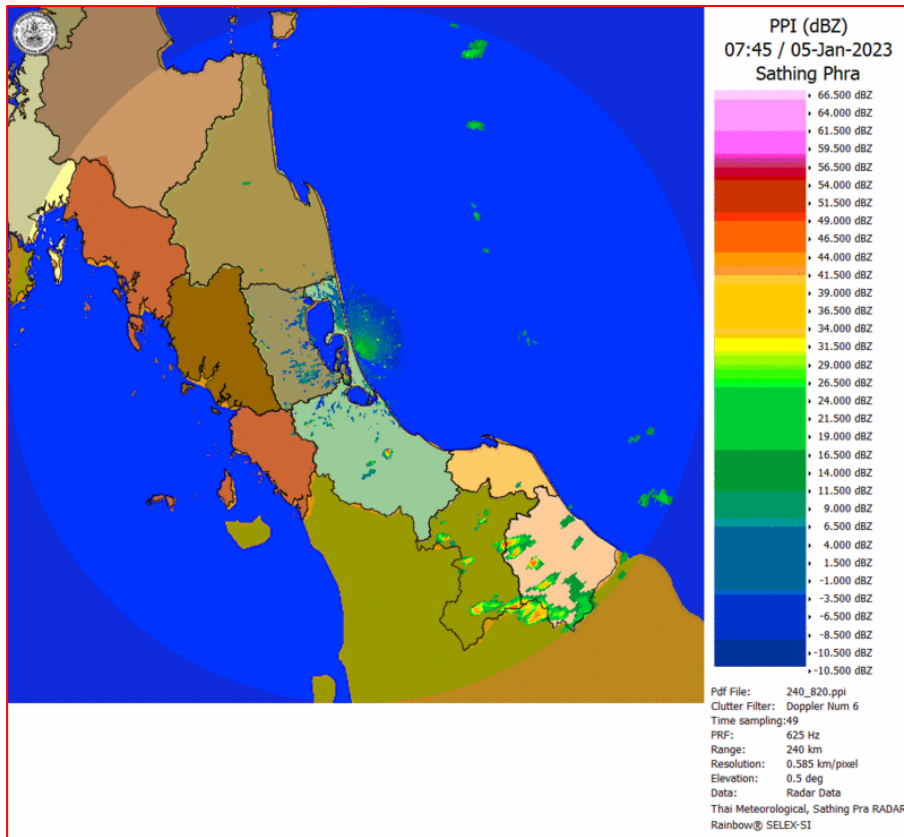 PPI (dBZ)
07:45 / 05-Jan-2023
Sathing Phra
66.500 dBZ
64.000 dBZ
61.500 dBZ
59.500 dBZ
56.500 dBZ
54.000 dBZ
51.500 dBZ
49.000 dBZ
46.500 dBZ
44.000 dBZ
41.500 dBZ
39.000 dBZ
36.500 dBZ
34.000 dBZ
31.500 dBZ
29.000 dBZ
26.500 dBZ
24.000 dBZ
21.500 dBZ
19.000 dBZ
16.500 dBZ
14.000 dBZ
11.500 dBZ
9.000 dBZ
6.500 dBZ
4.000 dBZ
1.500 dBZ
-1.000 dBZ
-3.500 dBZ
-6.500 dBZ
-8.500 dBZ
-10.500 dBZ
-10.500 dBZ
Pdf File: 240_820.ppi
Clutter Filter: Doppler Num 6
Time sampling:49
PRF: 625 Hz
Range: 240 km
Resolution: 0.585 km/pixel
Elevation: 0.5 deg
Data: Radar Data
Thai Meteorological, Sathing Pra RADAR
Rainbow® SELEX-SI